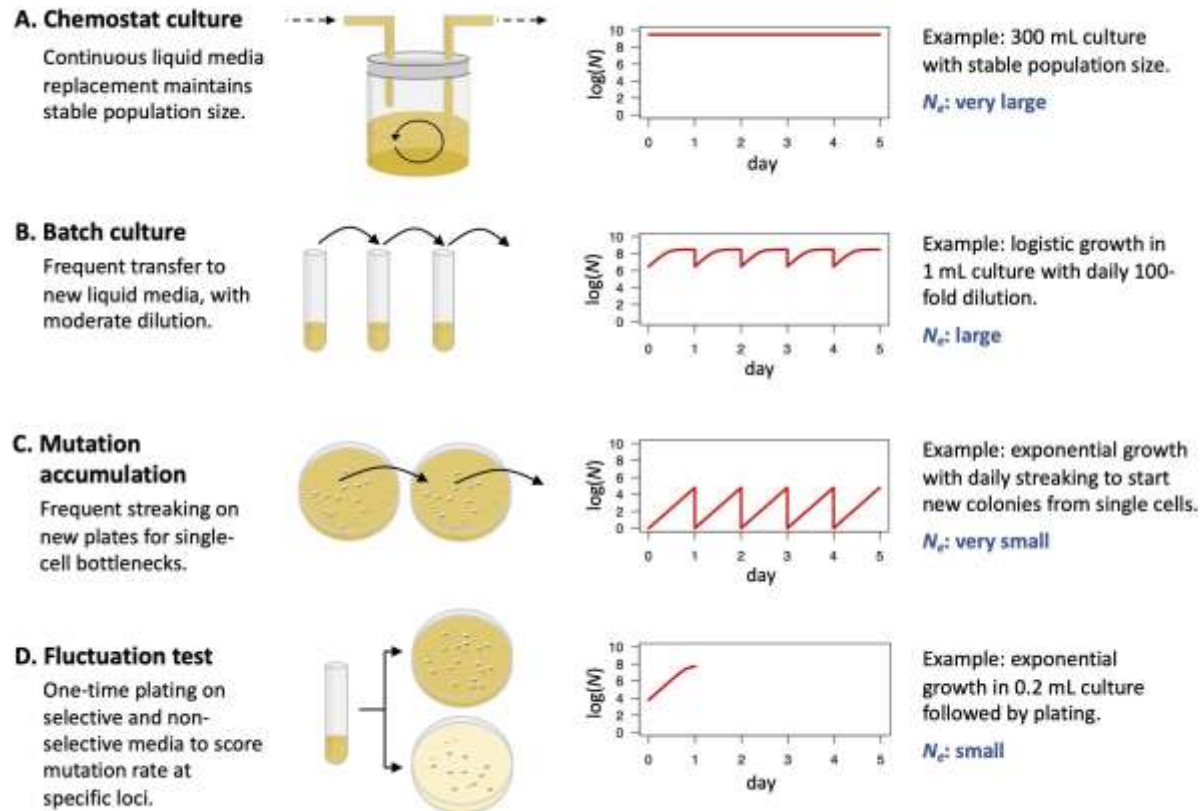 A. Chemostat culture
Continuous liquid media
replacement maintains
stable population size.
log(N)
10
8
6
4
2
0
0 1 2 3 4 5
day
Example: 300 mL culture
with stable population size.
Ne: very large
B. Batch culture
Frequent transfer to
new liquid media, with
moderate dilution.
log(N)
10
8
6
4
2
0
0 1 2 3 4 5
day
Example: logistic growth in
1 mL culture with daily 100-
fold dilution.
Ne: large
C. Mutation
accumulation
Frequent streaking on
new plates for single-
cell bottlenecks.
log(N)
10
8
6
4
2
0
0 1 2 3 4 5
day
Example: exponential growth
with daily streaking to start
new colonies from single cells.
Ne: very small
D. Fluctuation test
One-time plating on
selective and non-
selective media to score
mutation rate at
specific loci.
log(N)
10
8
6
4
2
0
0 1 2 3 4 5
day
Example: exponential
growth in 0.2 mL culture
followed by plating.
Ne: small